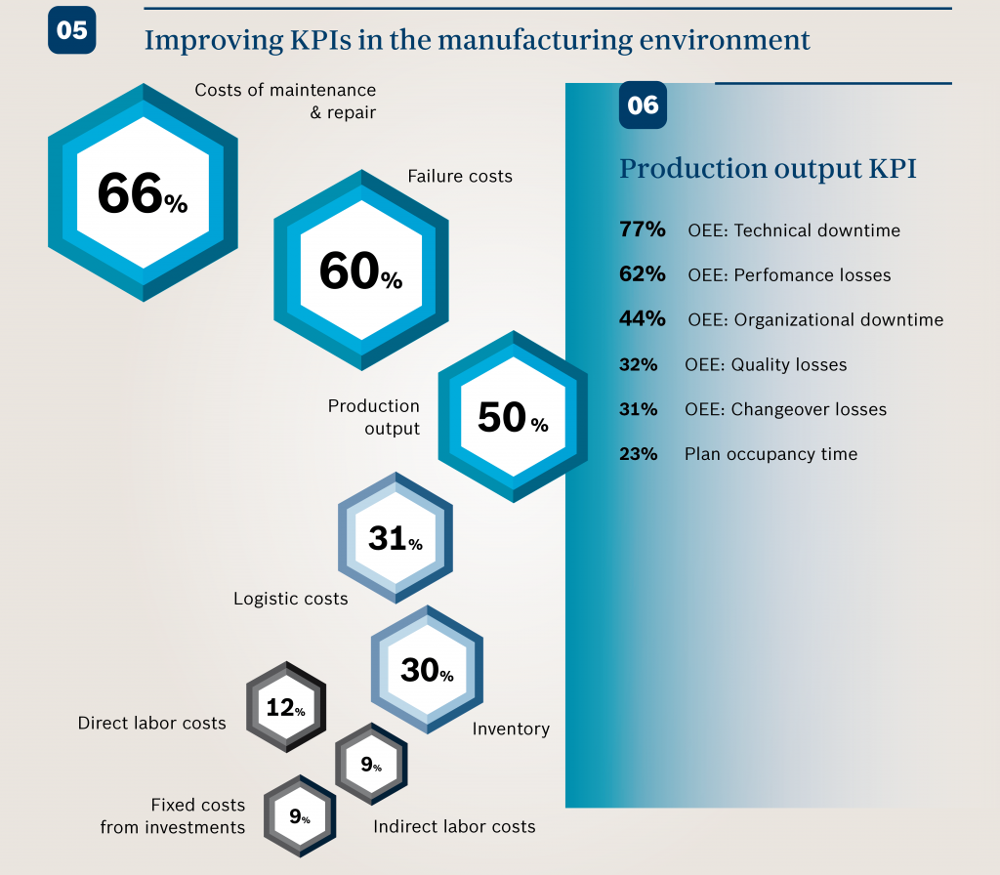 05
Improving KPIs in the manufacturing environment
Costs of maintenance
& repair
66%
Failure costs
60%
Production
output
50 %
31%
Logistic costs
30%
Inventory
12%
Direct labor costs
9%
Indirect labor costs
9%
Fixed costs
from investments
06
Production output KPI
77% OEE: Technical downtime
62% OEE: Perfomance losses
44% OEE: Organizational downtime
32% OEE: Quality losses
31% OEE: Changeover losses
23% Plan occupancy time